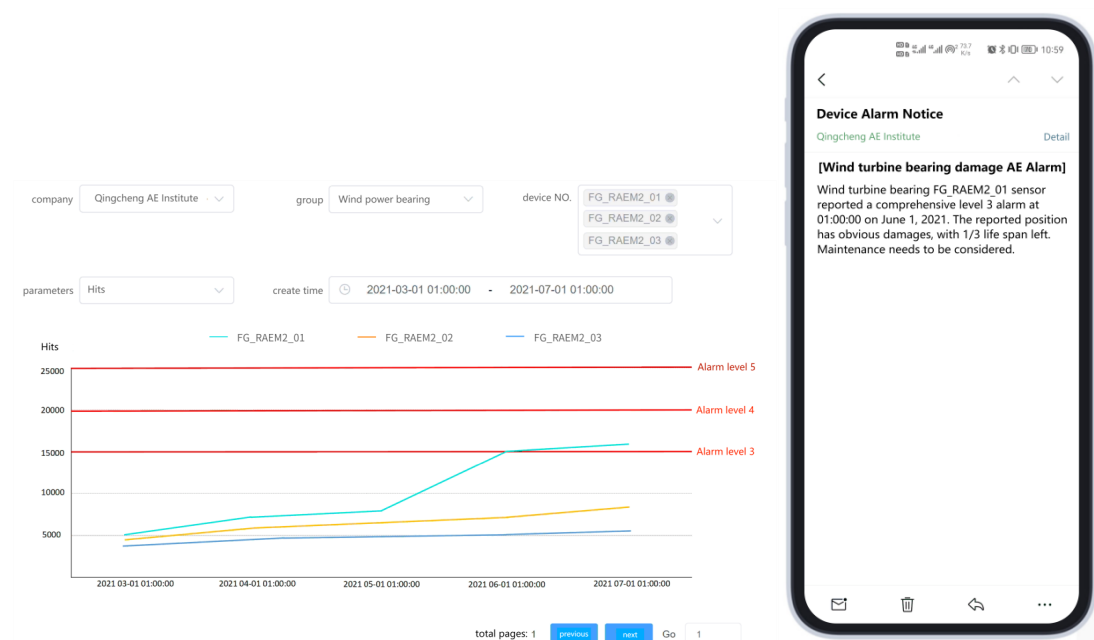 company
Qingcheng AE Institute
group
Wind power bearing
device NO.
FG_RAEM2_01
FG_RAEM2_02
FG_RAEM2_03
parameters
Hits
create time
2021-03-01 01:00:00 - 2021-07-01 01:00:00
FG_RAEM2_01
FG_RAEM2_02
FG_RAEM2_03
Hits
25000
Alarm level 5
20000
Alarm level 4
15000
Alarm level 3
10000
5000
2021 03-01 01:00:00
2021 04-01 01:00:00
2021 05-01 01:00:00
2021 06-01 01:00:00
2021 07-01 01:00:00
total pages: 1
previous
next
Go
1
73.7
K/s
10:59
Device Alarm Notice
Qingcheng AE Institute
Detail
[Wind turbine bearing damage AE Alarm]
Wind turbine bearing FG_RAEM2_01 sensor
reported a comprehensive level 3 alarm at
01:00:00 on June 1, 2021. The reported position
has obvious damages, with 1/3 life span left.
Maintenance needs to be considered.